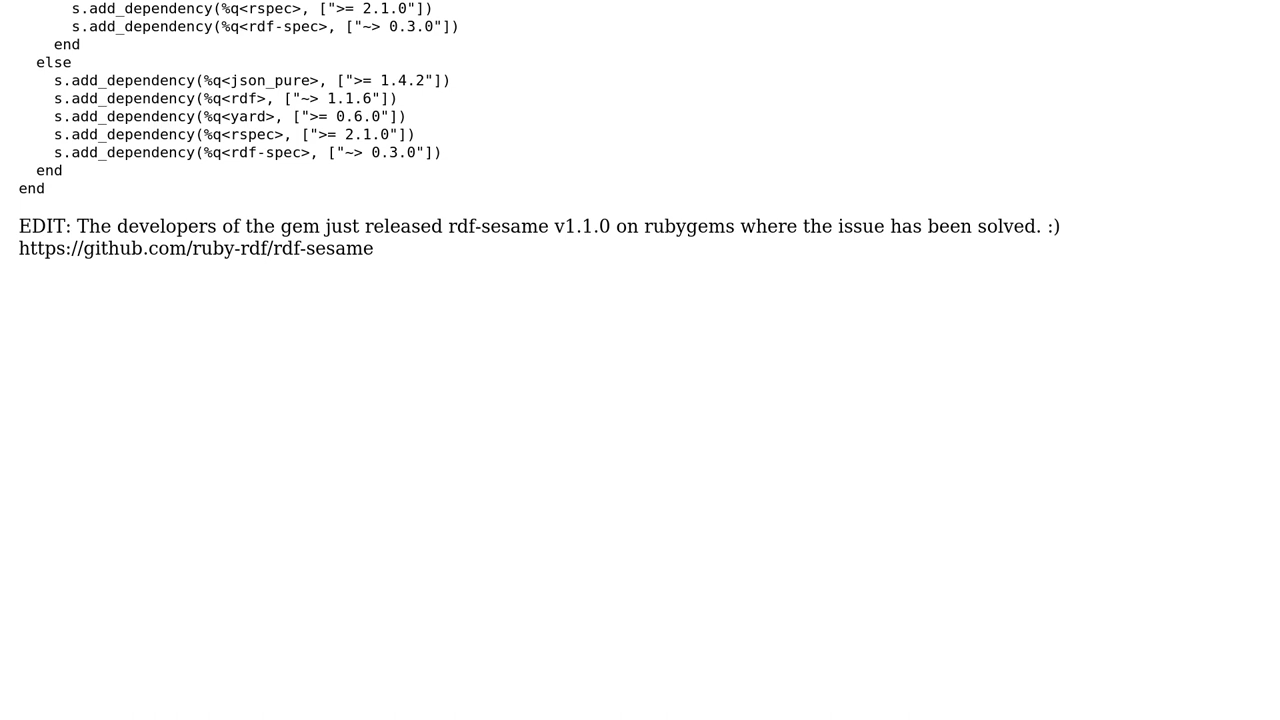 s.add_dependency(%q<rspec>, [">= 2.1.0"])
      s.add_dependency(%q<rdf-spec>, ["~> 0.3.0"])
    end
  else
    s.add_dependency(%q<json_pure>, [">= 1.4.2"])
    s.add_dependency(%q<rdf>, ["~> 1.1.6"])
    s.add_dependency(%q<yard>, [">= 0.6.0"])
    s.add_dependency(%q<rspec>, [">= 2.1.0"])
    s.add_dependency(%q<rdf-spec>, ["~> 0.3.0"])
  end
end
EDIT: The developers of the gem just released rdf-sesame v1.1.0 on rubygems where the issue has been solved. :)
https://github.com/ruby-rdf/rdf-sesame